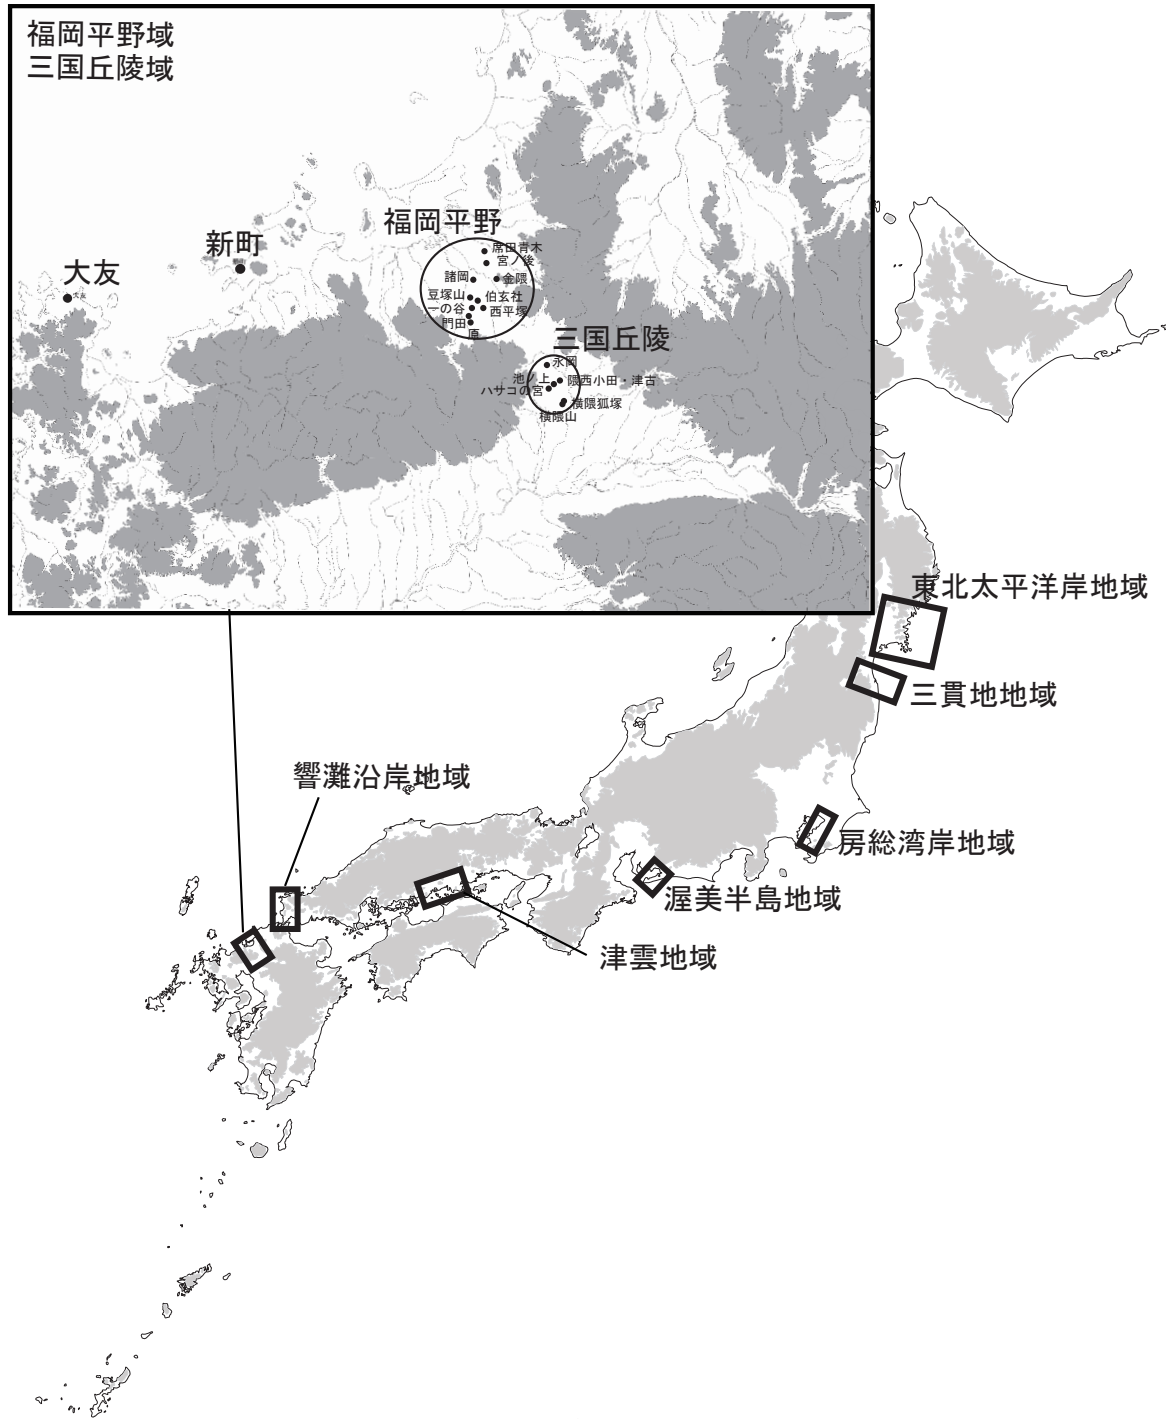 福岡平野域
三国丘陵域
福岡平野
新町
大友
大友
席田青木
宮ノ後
諸岡
金隈
豆塚山
伯玄社
一の谷
西平塚
門田
原
三国丘陵
永岡
池ノ上
隈西小田・津古
ハサコの宮
横隈狐塚
横隈山
東北太平洋岸地域
三貫地地域
響灘沿岸地域
房総湾岸地域
渥美半島地域
津雲地域